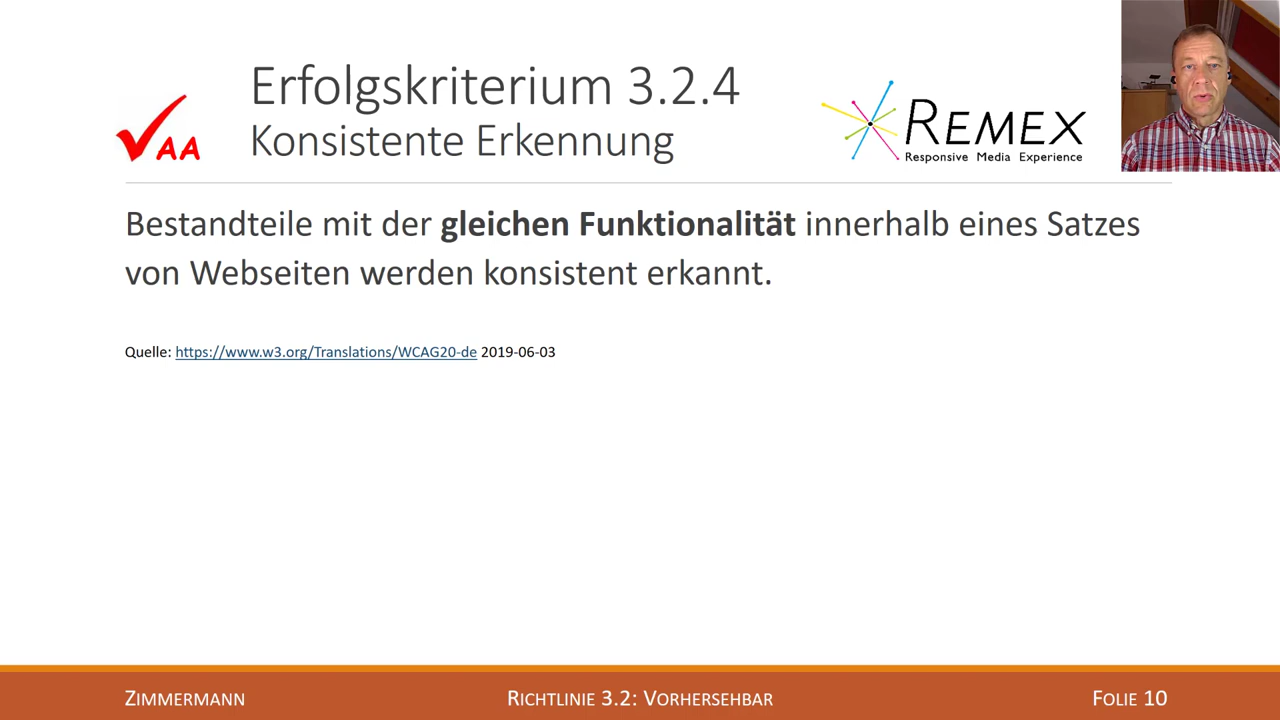 Erfolgskriterium 3.2.4
Konsistente Erkennung
AA
REMEX
Responsive Media Experience
Bestandteile mit der gleichen Funktionalität innerhalb eines Satzes
von Webseiten werden konsistent erkannt.
Quelle: https://www.w3.org/Translations/WCAG20-de 2019-06-03
ZIMMERMANN
RICHTLINIE 3.2: VORHERSEHBAR
FOLIE 10